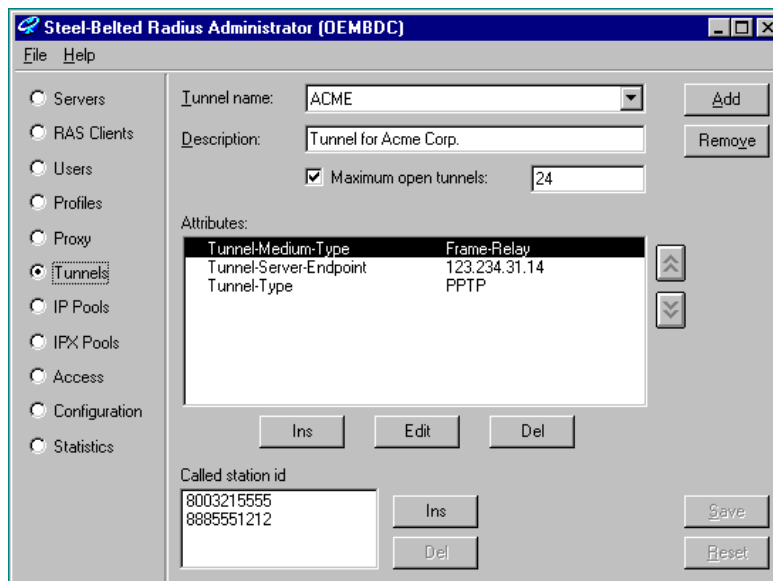 Steel-Belted Radius Administrator (OEMBDC)
File Help
Servers
RAS Clients
Users
Profiles
Proxy
Tunnels
IP Pools
IPX Pools
Access
Configuration
Statistics
Tunnel name: ACME
Add
Description: Tunnel for Acme Corp.
Remove
Maximum open tunnels: 24
Attributes:
Tunnel-Medium-Type Frame-Relay
Tunnel-Server-Endpoint 123.234.31.14
Tunnel-Type PPTP
Ins Edit Del
Called station id
8003215555
8885551212
Ins
Del
Save
Reset